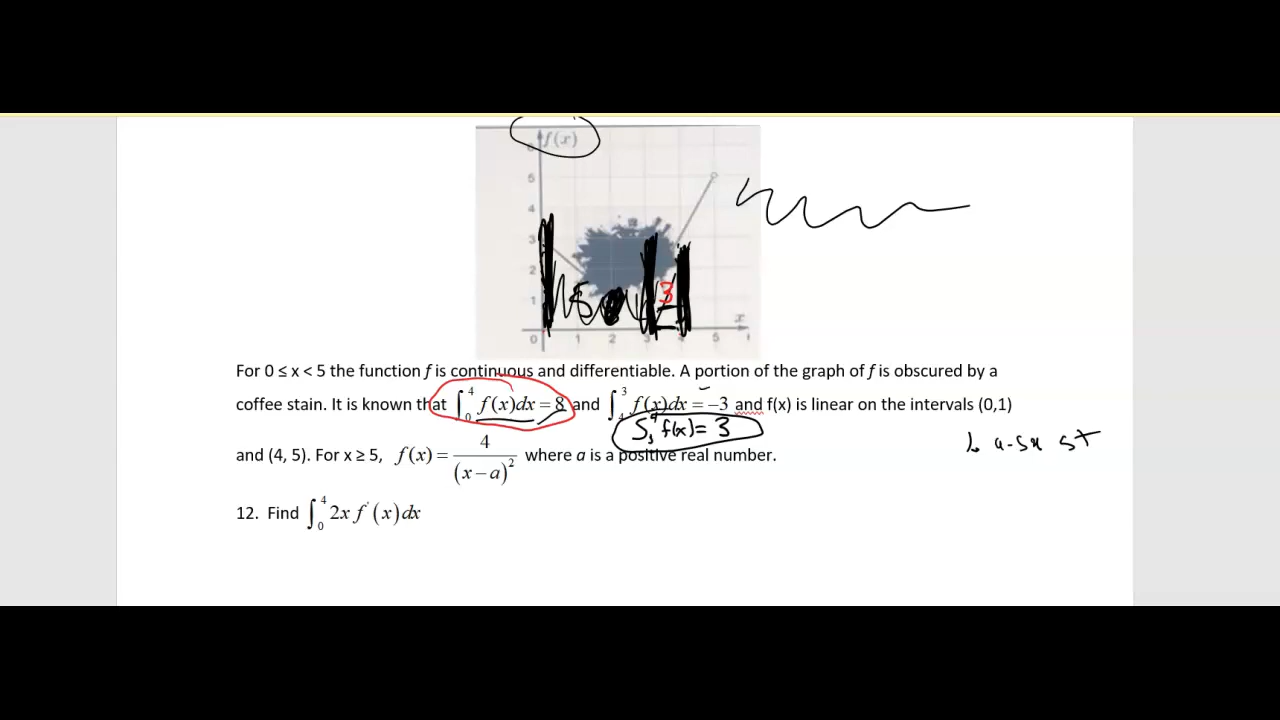 f(x)
6
5
4
3
2
1
3
0 1 2 3 4 5 x
For 0 ≤ x < 5 the function f is continuous and differentiable. A portion of the graph of f is obscured by a
coffee stain. It is known that ∫₀⁴ f(x)dx = 8 and ∫₄³ f(x)dx = −3 and f(x) is linear on the intervals (0,1)
S₃⁴ f(x) = 3
and (4, 5). For x ≥ 5, f(x) = 4/(x−a)² where a is a positive real number.
12. Find ∫₀⁴ 2x f′(x)dx